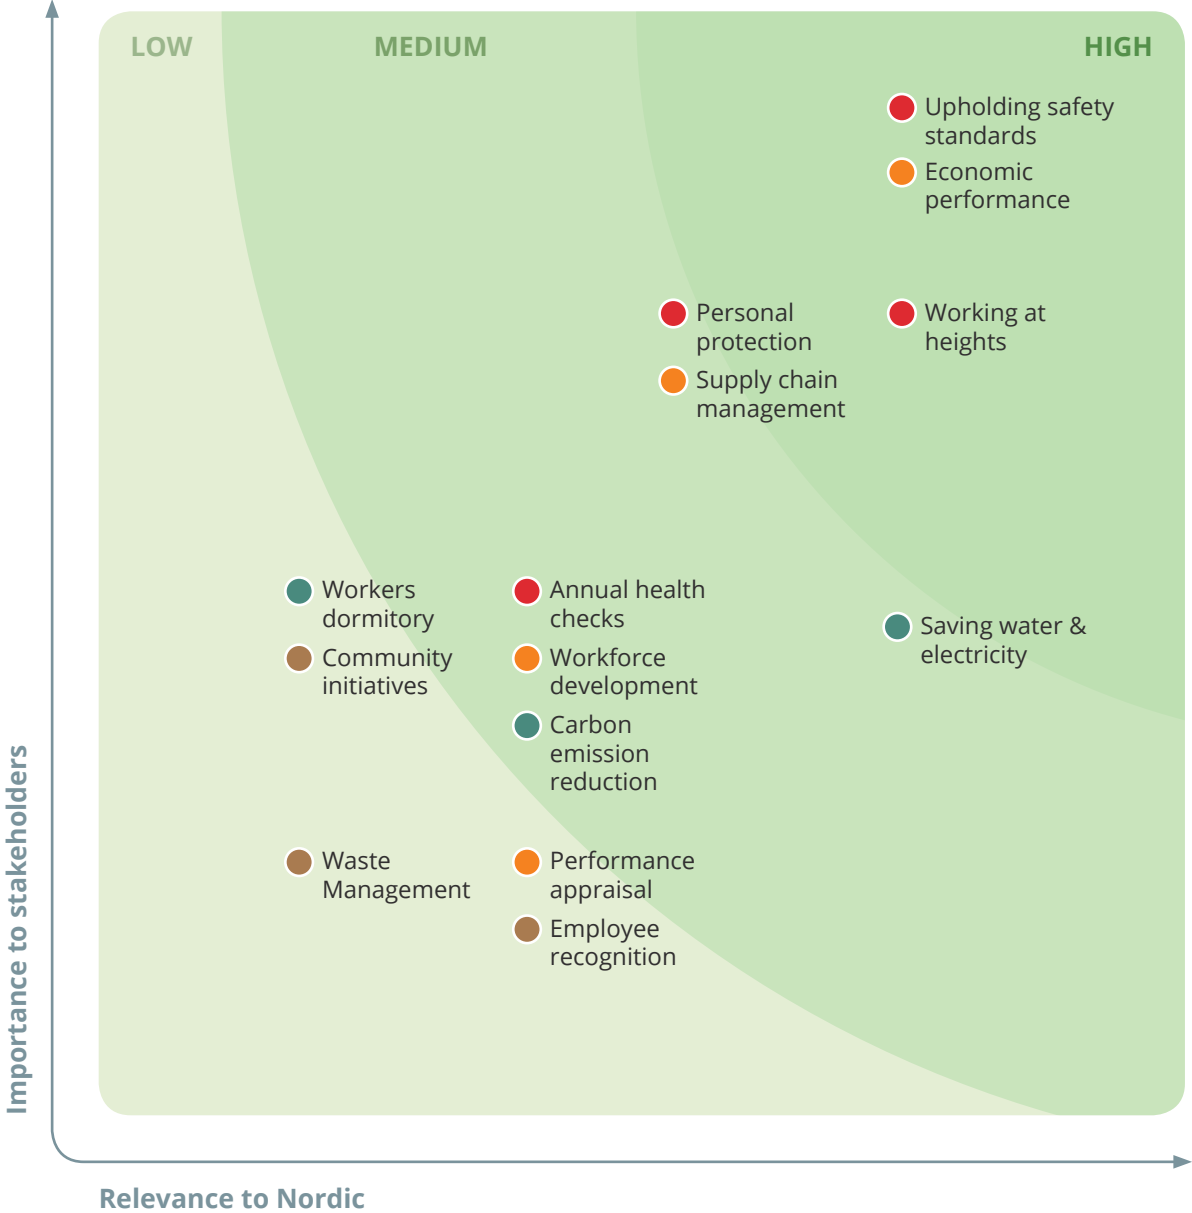 LOW
MEDIUM
HIGH
Upholding safety
standards
Economic
performance
Personal
protection
Working at
heights
Supply chain
management
Workers
dormitory
Annual health
checks
Saving water &
electricity
Community
initiatives
Workforce
development
Carbon
emission
reduction
Waste
Management
Performance
appraisal
Employee
recognition
Importance to stakeholders
Relevance to Nordic